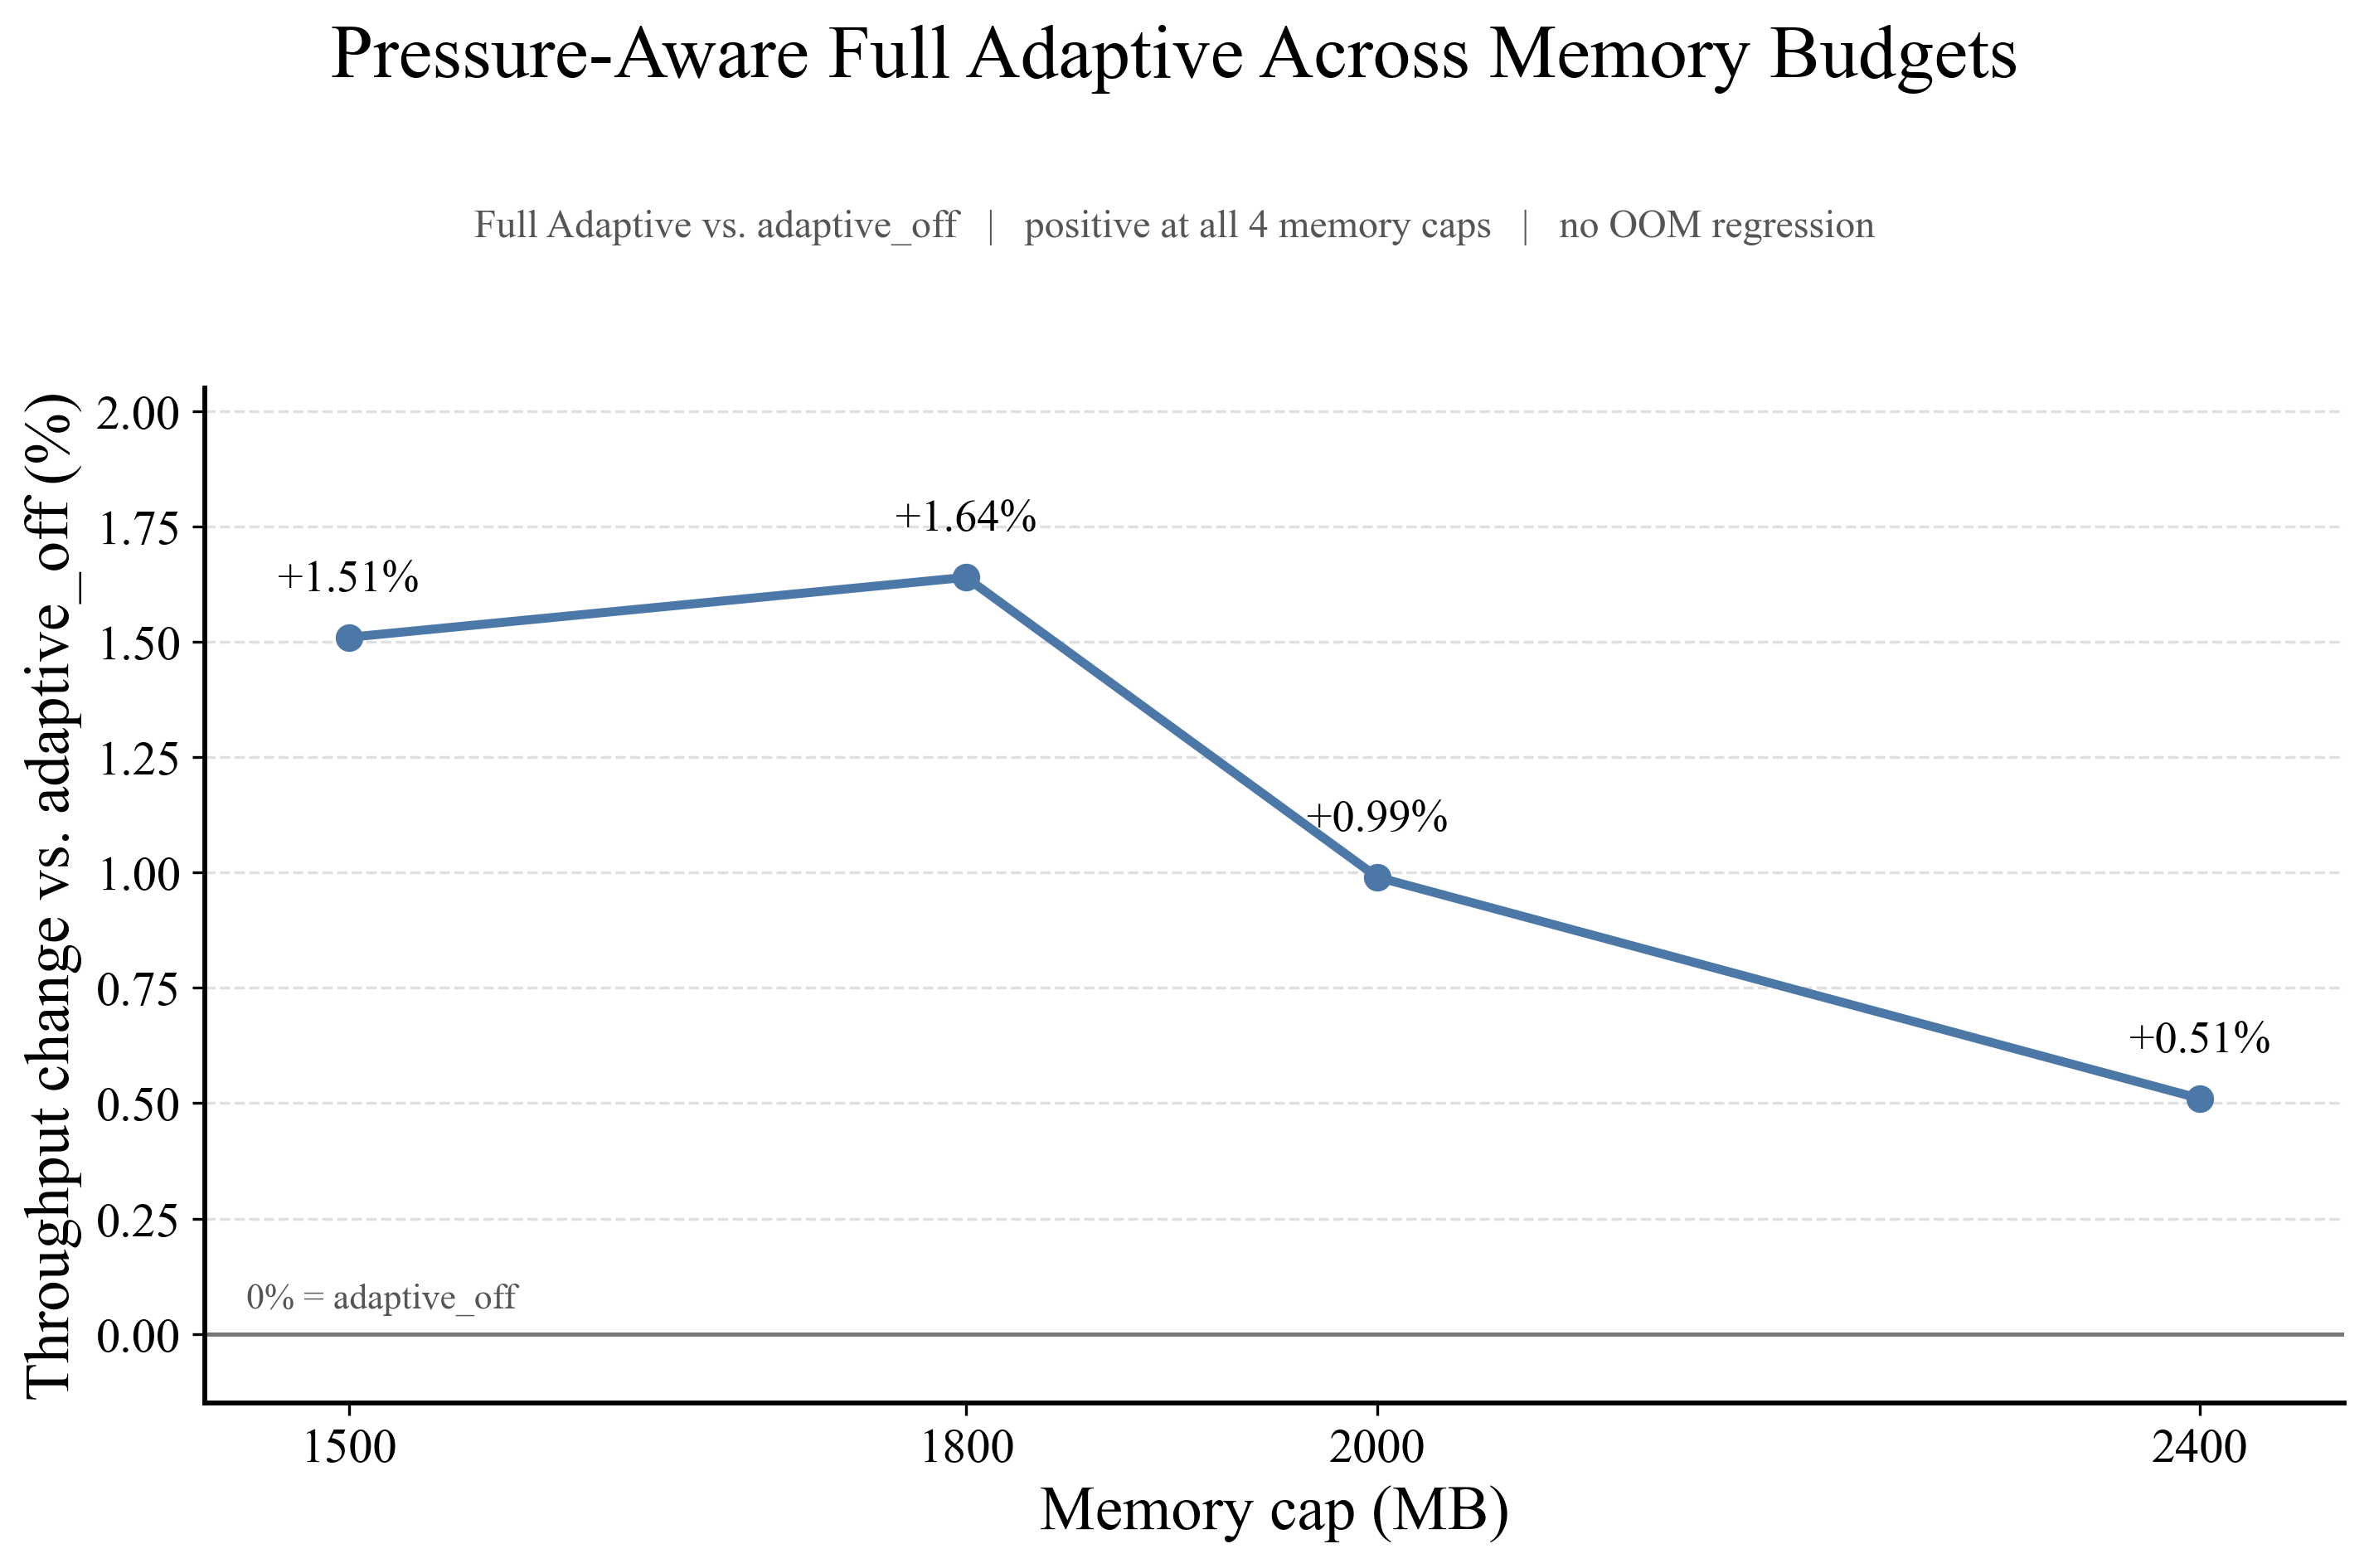 Pressure-Aware Full Adaptive Across Memory Budgets
Full Adaptive vs. adaptive_off | positive at all 4 memory caps | no OOM regression
Throughput change vs. adaptive_off (%)
2.00
1.75
1.50
1.25
1.00
0.75
0.50
0.25
0.00
+1.51%
+1.64%
+0.99%
+0.51%
0% = adaptive_off
1500 1800 2000 2400
Memory cap (MB)